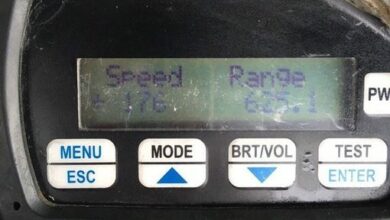 Speed Range
+ 176 625.1
MENU MODE BRT/VOL TEST PW
ESC ENTER